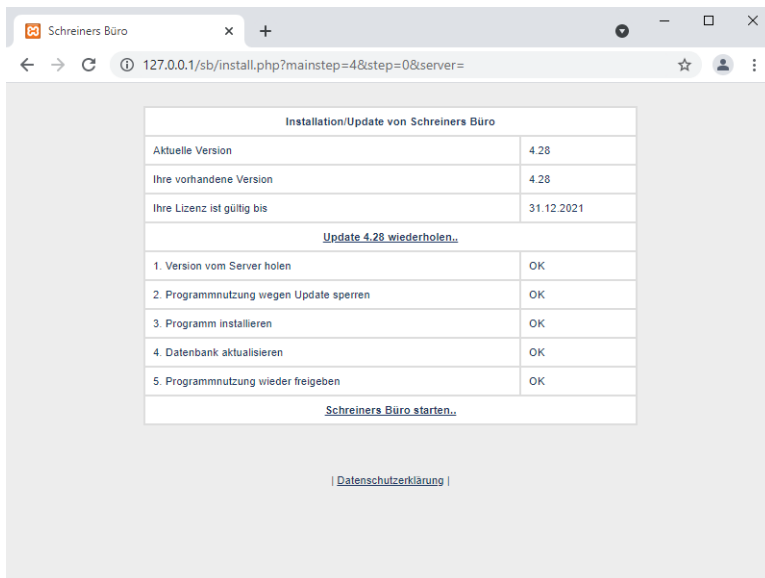 Schreiners Büro
127.0.0.1/sb/install.php?mainstep=4&step=0&server=
Installation/Update von Schreiners Büro
Aktuelle Version 4.28
Ihre vorhandene Version 4.28
Ihre Lizenz ist gültig bis 31.12.2021
Update 4.28 wiederholen..
1. Version vom Server holen OK
2. Programmnutzung wegen Update sperren OK
3. Programm installieren OK
4. Datenbank aktualisieren OK
5. Programmnutzung wieder freigeben OK
Schreiners Büro starten..
| Datenschutzerklärung |